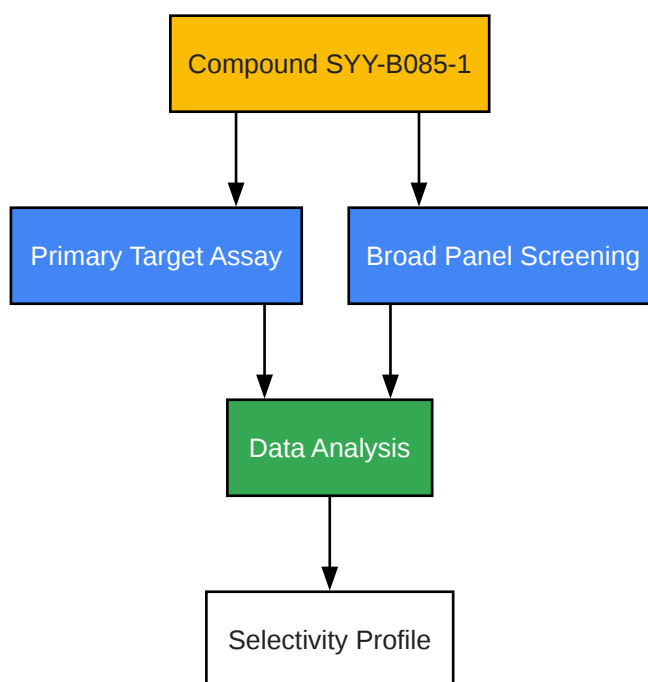 Compound SYY-B085-1
Primary Target Assay
Broad Panel Screening
Data Analysis
Selectivity Profile